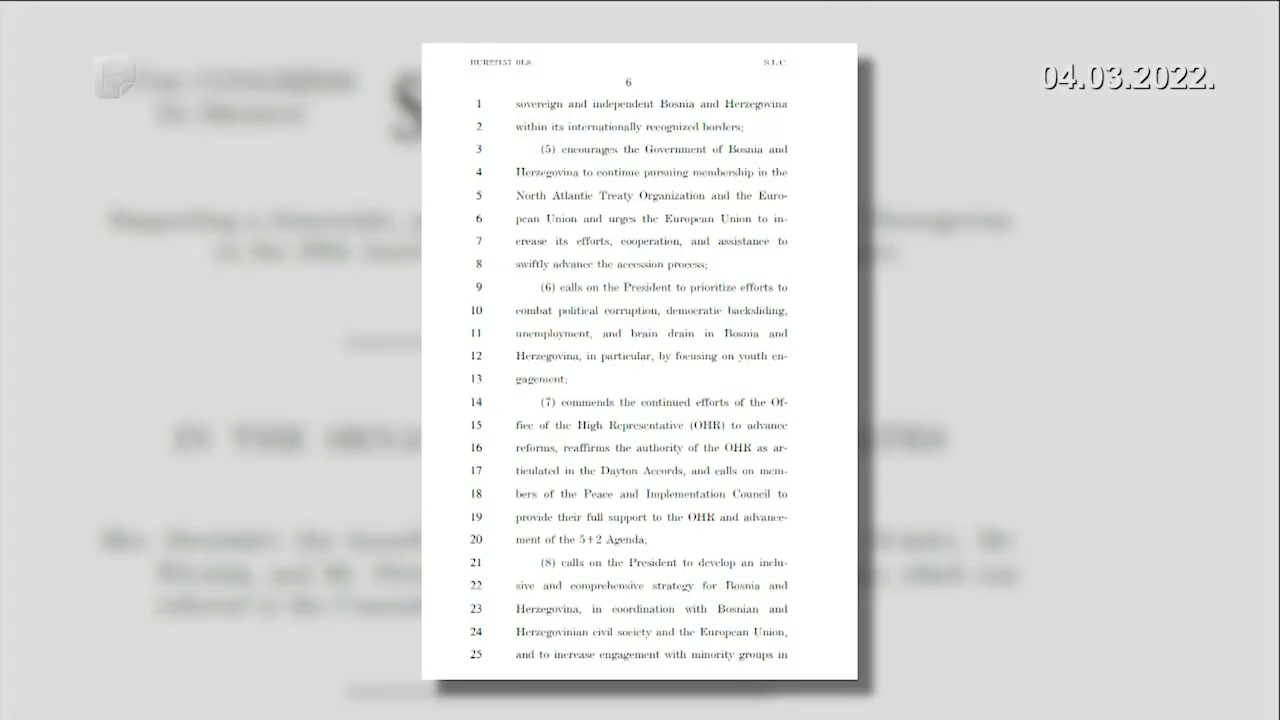 BUR22157 0L8 S.L.C.
04.03.2022.
6
1 sovereign and independent Bosnia and Herzegovina
2 within its internationally recognized borders;
3 (5) encourages the Government of Bosnia and
4 Herzegovina to continue pursuing membership in the
5 North Atlantic Treaty Organization and the Euro-
6 pean Union and urges the European Union to in-
7 crease its efforts, cooperation, and assistance to
8 swiftly advance the accession process;
9 (6) calls on the President to prioritize efforts to
10 combat political corruption, democratic backsliding,
11 unemployment, and brain drain in Bosnia and
12 Herzegovina, in particular, by focusing on youth en-
13 gagement;
14 (7) commends the continued efforts of the Of-
15 fice of the High Representative (OHR) to advance
16 reforms, reaffirms the authority of the OHR as ar-
17 ticulated in the Dayton Accords, and calls on mem-
18 bers of the Peace and Implementation Council to
19 provide their full support to the OHR and advance-
20 ment of the 5+2 Agenda;
21 (8) calls on the President to develop an inclu-
22 sive and comprehensive strategy for Bosnia and
23 Herzegovina, in coordination with Bosnian and
24 Herzegovinian civil society and the European Union,
25 and to increase engagement with minority groups in